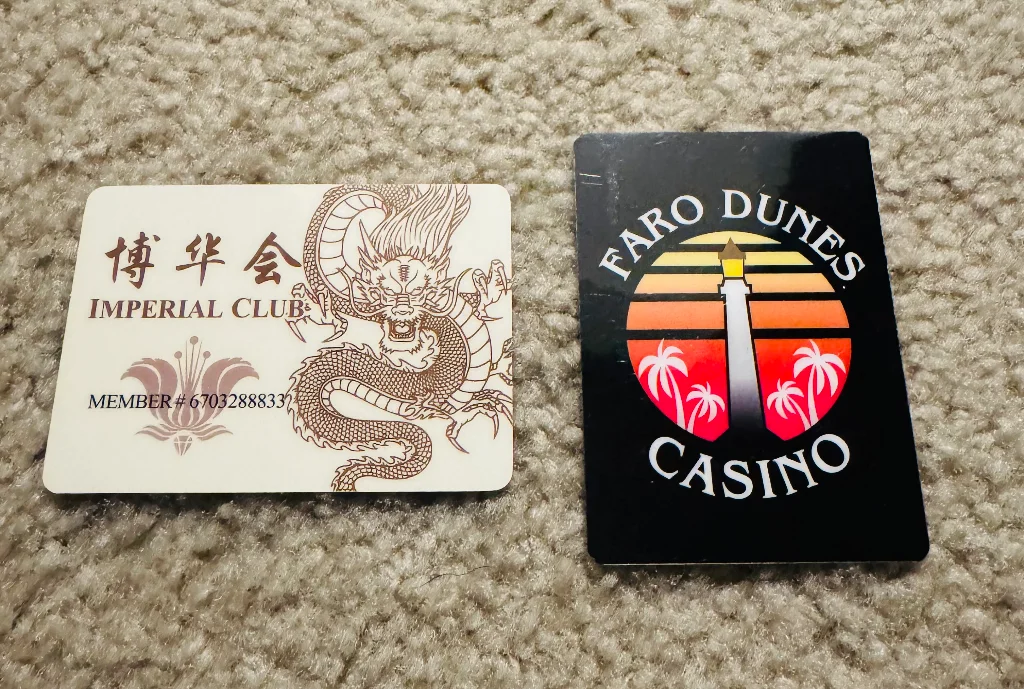 博华会
IMPERIAL CLUB
MEMBER # 6703288833
FARO DUNES
CASINO